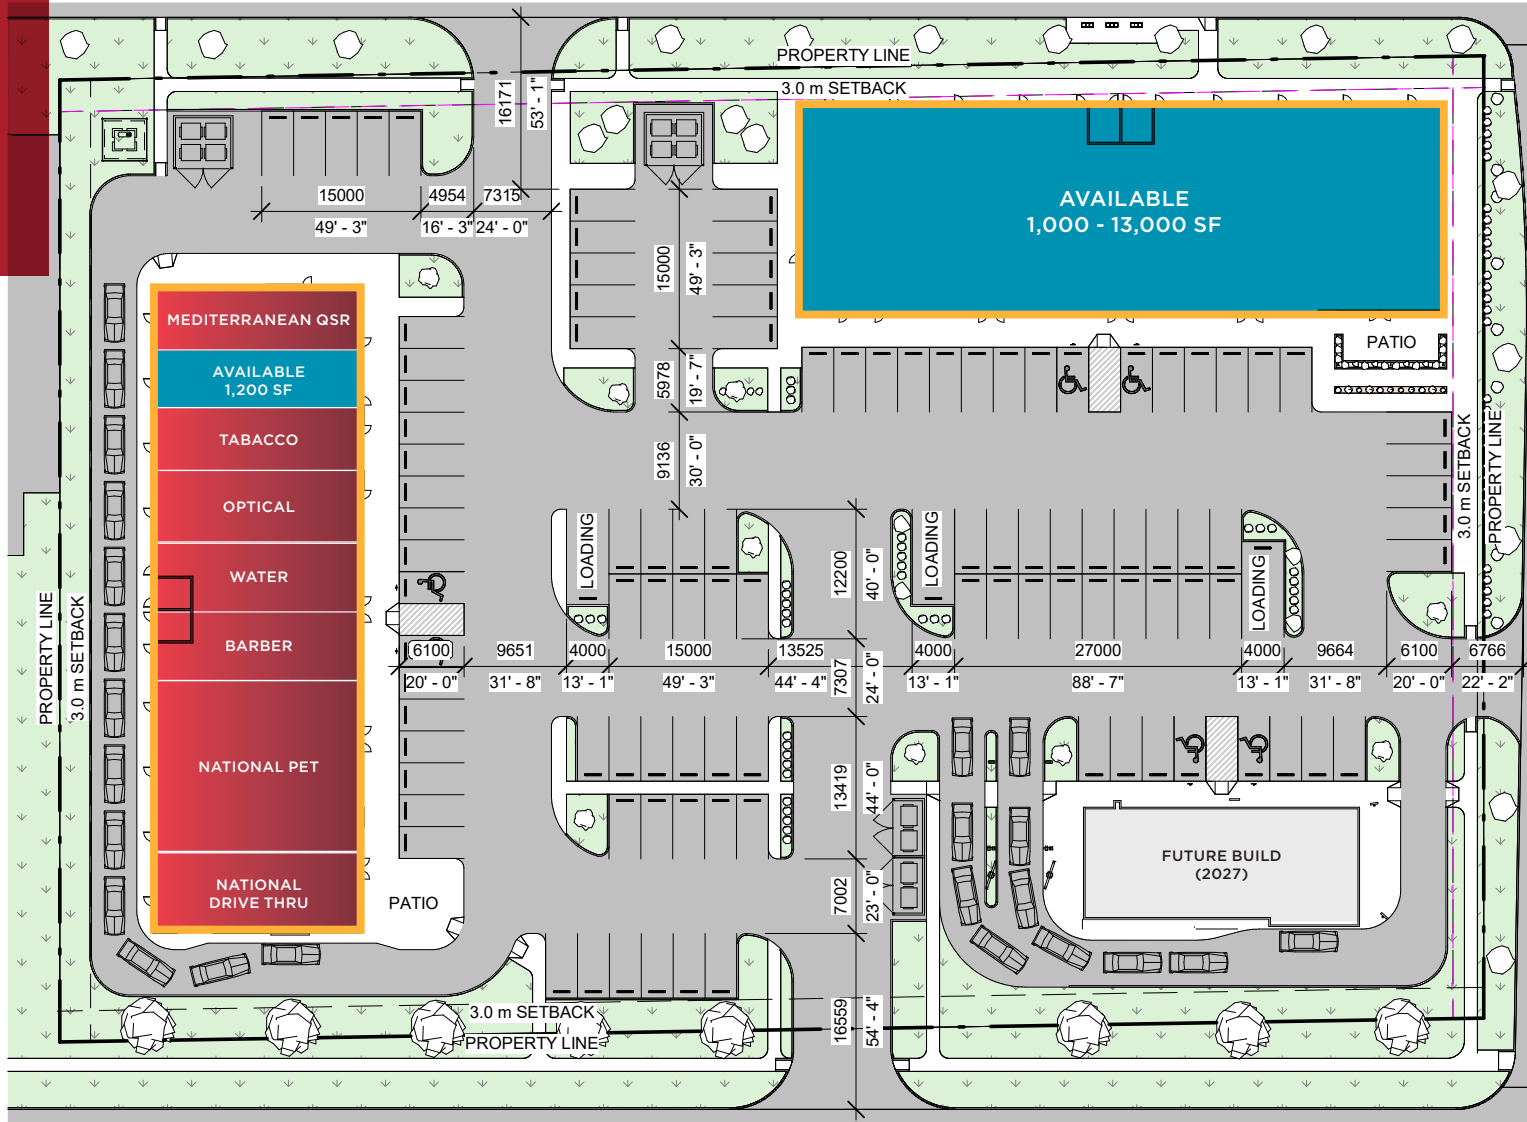 PROPERTY LINE
3.0 m SETBACK
16171
53' - 1"
15000
4954
7315
49' - 3"
16' - 3"
24' - 0"
AVAILABLE
1,000 - 13,000 SF
15000
49' - 3"
MEDITERRANEAN QSR
AVAILABLE
1,200 SF
TABACCO
OPTICAL
WATER
BARBER
NATIONAL PET
NATIONAL
DRIVE THRU
PATIO
5978
19' - 7"
PATIO
9136
30' - 0"
3.0 m SETBACK
PROPERTY LINE
LOADING
12200
40' - 0"
LOADING
LOADING
PROPERTY LINE
3.0 m SETBACK
6100
9651
4000
15000
13525
4000
27000
4000
9664
6100
6766
20' - 0"
31' - 8"
13' - 1"
49' - 3"
44' - 4"
13' - 1"
88' - 7"
13' - 1"
31' - 8"
20' - 0"
22' - 2"
7307
24' - 0"
13419
44' - 0"
FUTURE BUILD
(2027)
7002
23' - 0"
3.0 m SETBACK
PROPERTY LINE
16559
54' - 4"